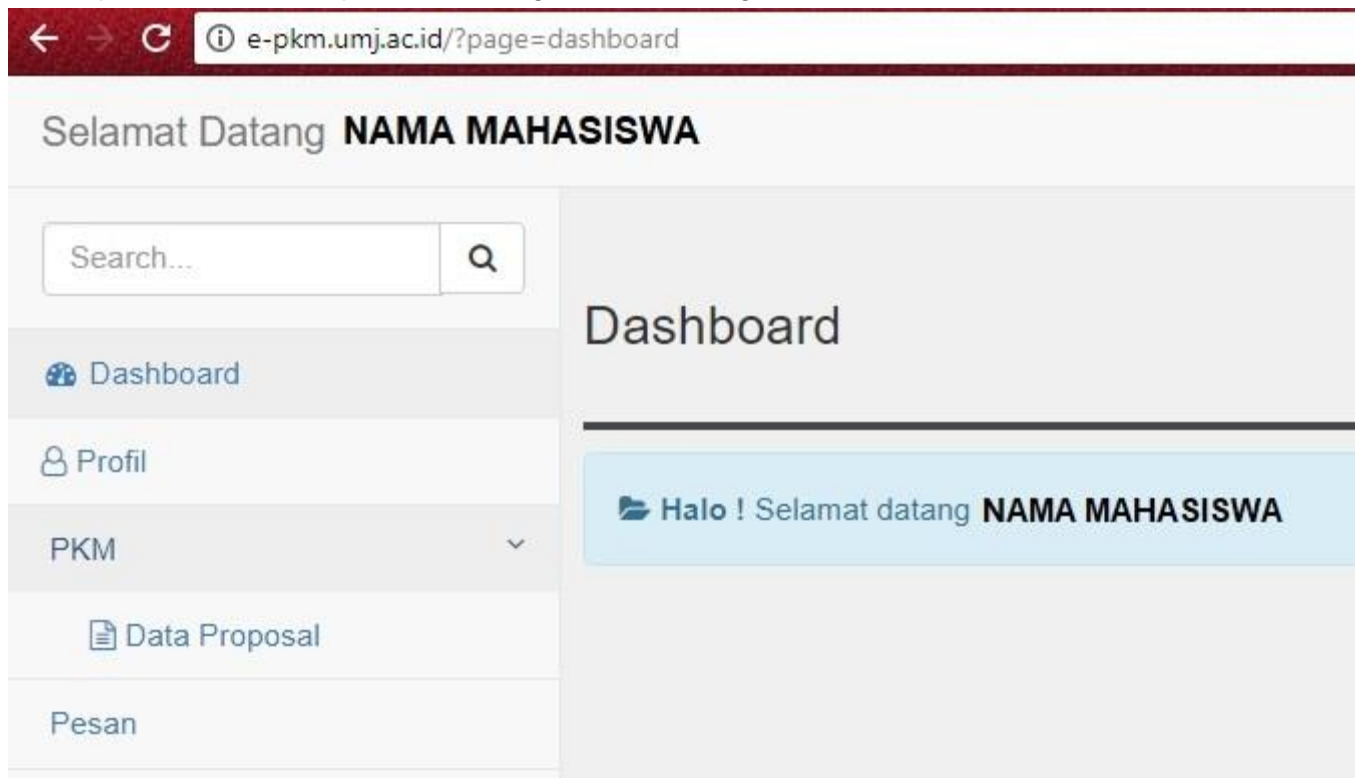 e-pkm.umj.ac.id/?page=dashboard
Selamat Datang NAMA MAHASISWA
Search...
Dashboard
Profil
PKM
Data Proposal
Pesan
Dashboard
Halo ! Selamat datang NAMA MAHASISWA